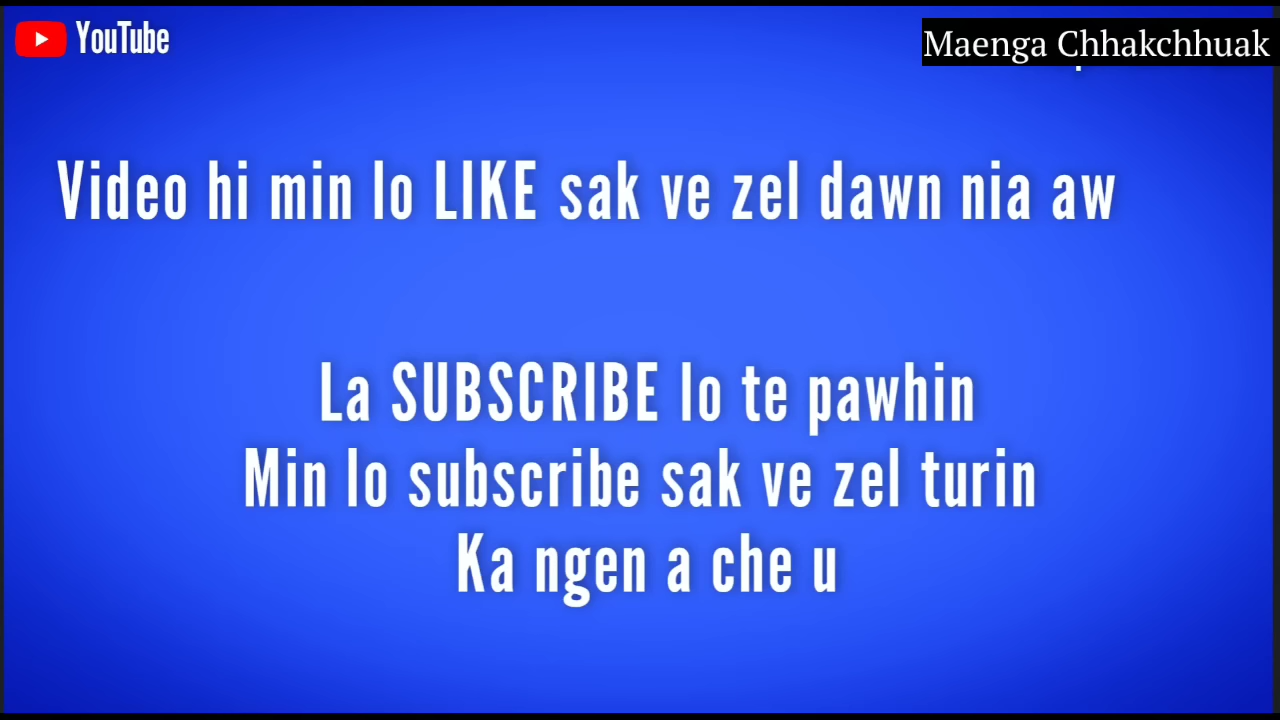 YouTube
Maenga Chhakchhuak
Video hi min lo LIKE sak ve zel dawn nia aw
La SUBSCRIBE lo te pawhin
Min lo subscribe sak ve zel turin
Ka ngen a che u